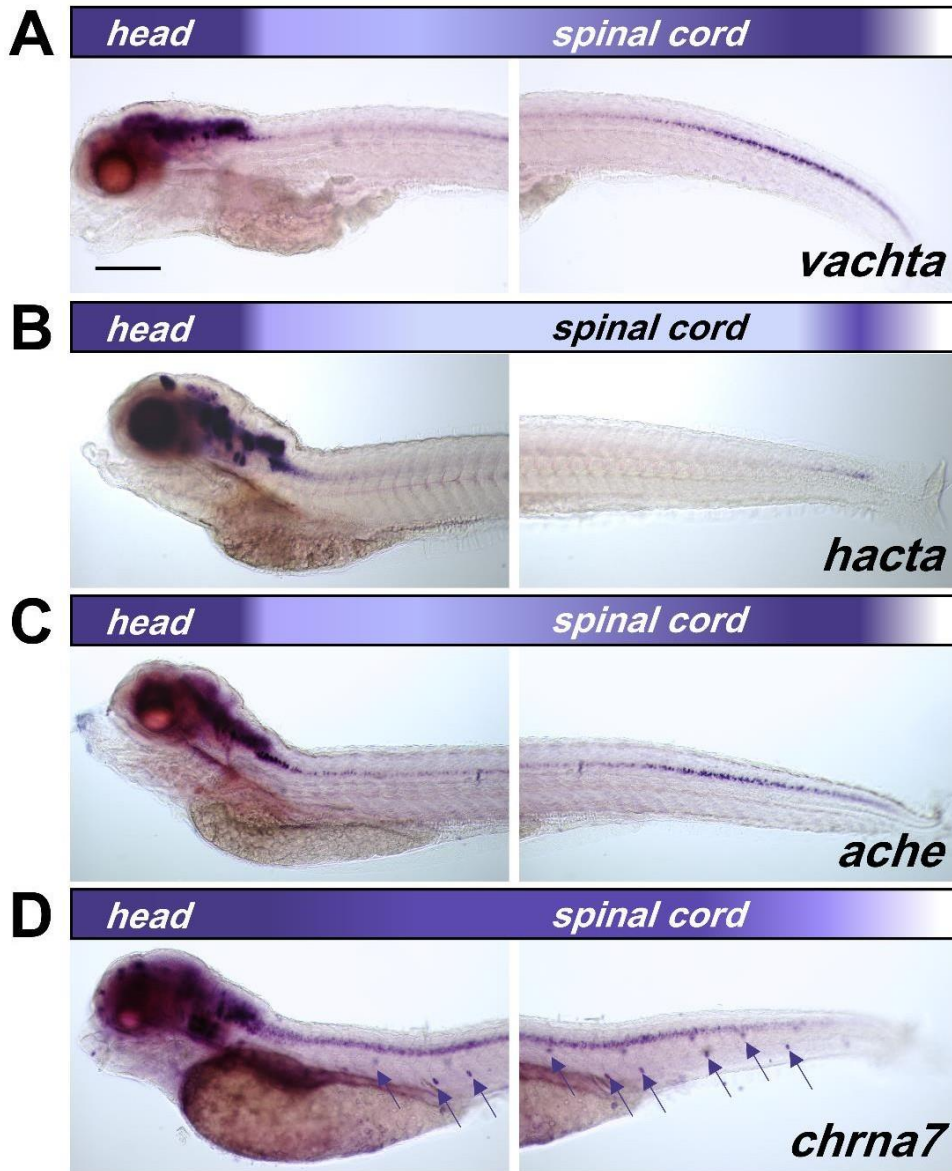 A head spinal cord
vachta
B head spinal cord
hacta
C head spinal cord
ache
D head spinal cord
chrna7